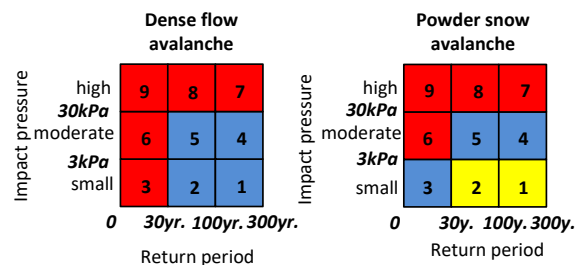 Dense flow
avalanche
Impact pressure
high
30kPa
moderate
3kPa
small
9 8 7
6 5 4
3 2 1
0 30yr. 100yr. 300yr.
Return period
Powder snow
avalanche
Impact pressure
high
30kPa
moderate
3kPa
small
9 8 7
6 5 4
3 2 1
0 30y. 100y. 300y.
Return period